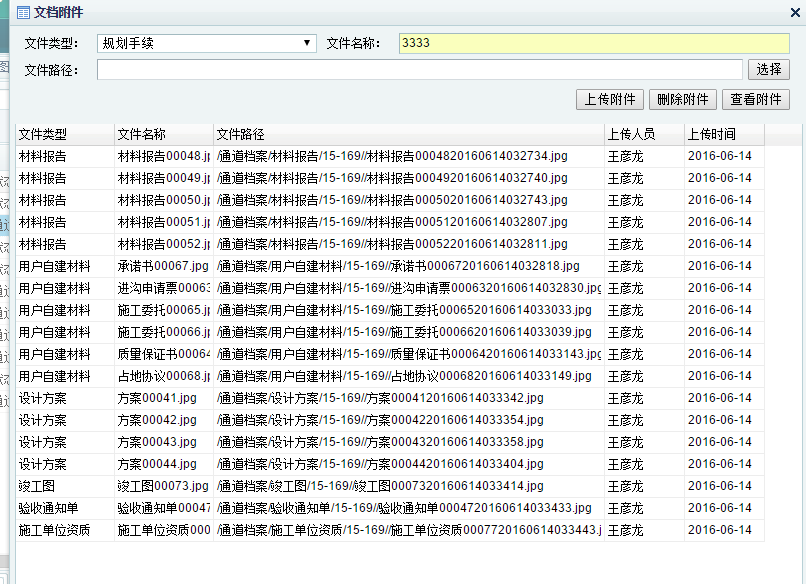 文档附件
文件类型： 规划手续 文件名称： 3333
文件路径： 选择
上传附件 删除附件 查看附件
文件类型 文件名称 文件路径 上传人员 上传时间
材料报告 材料报告00048.jp /通道档案/材料报告/15-169//材料报告0004820160614032734.jpg 王彦龙 2016-06-14
材料报告 材料报告00049.jp /通道档案/材料报告/15-169//材料报告0004920160614032740.jpg 王彦龙 2016-06-14
材料报告 材料报告00050.jp /通道档案/材料报告/15-169//材料报告0005020160614032743.jpg 王彦龙 2016-06-14
材料报告 材料报告00051.jp /通道档案/材料报告/15-169//材料报告0005120160614032807.jpg 王彦龙 2016-06-14
材料报告 材料报告00052.jp /通道档案/材料报告/15-169//材料报告0005220160614032811.jpg 王彦龙 2016-06-14
用户自建材料 承诺书00067.jpg /通道档案/用户自建材料/15-169//承诺书0006720160614032818.jpg 王彦龙 2016-06-14
用户自建材料 进沟申请票00063 /通道档案/用户自建材料/15-169//进沟申请票0006320160614032830.jpg 王彦龙 2016-06-14
用户自建材料 施工委托00065.jp /通道档案/用户自建材料/15-169//施工委托0006520160614033033.jpg 王彦龙 2016-06-14
用户自建材料 施工委托00066.jp /通道档案/用户自建材料/15-169//施工委托0006620160614033039.jpg 王彦龙 2016-06-14
用户自建材料 质量保证书00064 /通道档案/用户自建材料/15-169//质量保证书0006420160614033143.jpg 王彦龙 2016-06-14
用户自建材料 占地协议00068.jp /通道档案/用户自建材料/15-169//占地协议0006820160614033149.jpg 王彦龙 2016-06-14
设计方案 方案00041.jpg /通道档案/设计方案/15-169//方案0004120160614033342.jpg 王彦龙 2016-06-14
设计方案 方案00042.jpg /通道档案/设计方案/15-169//方案0004220160614033354.jpg 王彦龙 2016-06-14
设计方案 方案00043.jpg /通道档案/设计方案/15-169//方案0004320160614033358.jpg 王彦龙 2016-06-14
设计方案 方案00044.jpg /通道档案/设计方案/15-169//方案0004420160614033404.jpg 王彦龙 2016-06-14
竣工图 竣工图00073.jpg /通道档案/竣工图/15-169//竣工图0007320160614033414.jpg 王彦龙 2016-06-14
验收通知单 验收通知单00047 /通道档案/验收通知单/15-169//验收通知单0004720160614033433.jpg 王彦龙 2016-06-14
施工单位资质 施工单位资质000 /通道档案/施工单位资质/15-169//施工单位资质0007720160614033443.j 王彦龙 2016-06-14